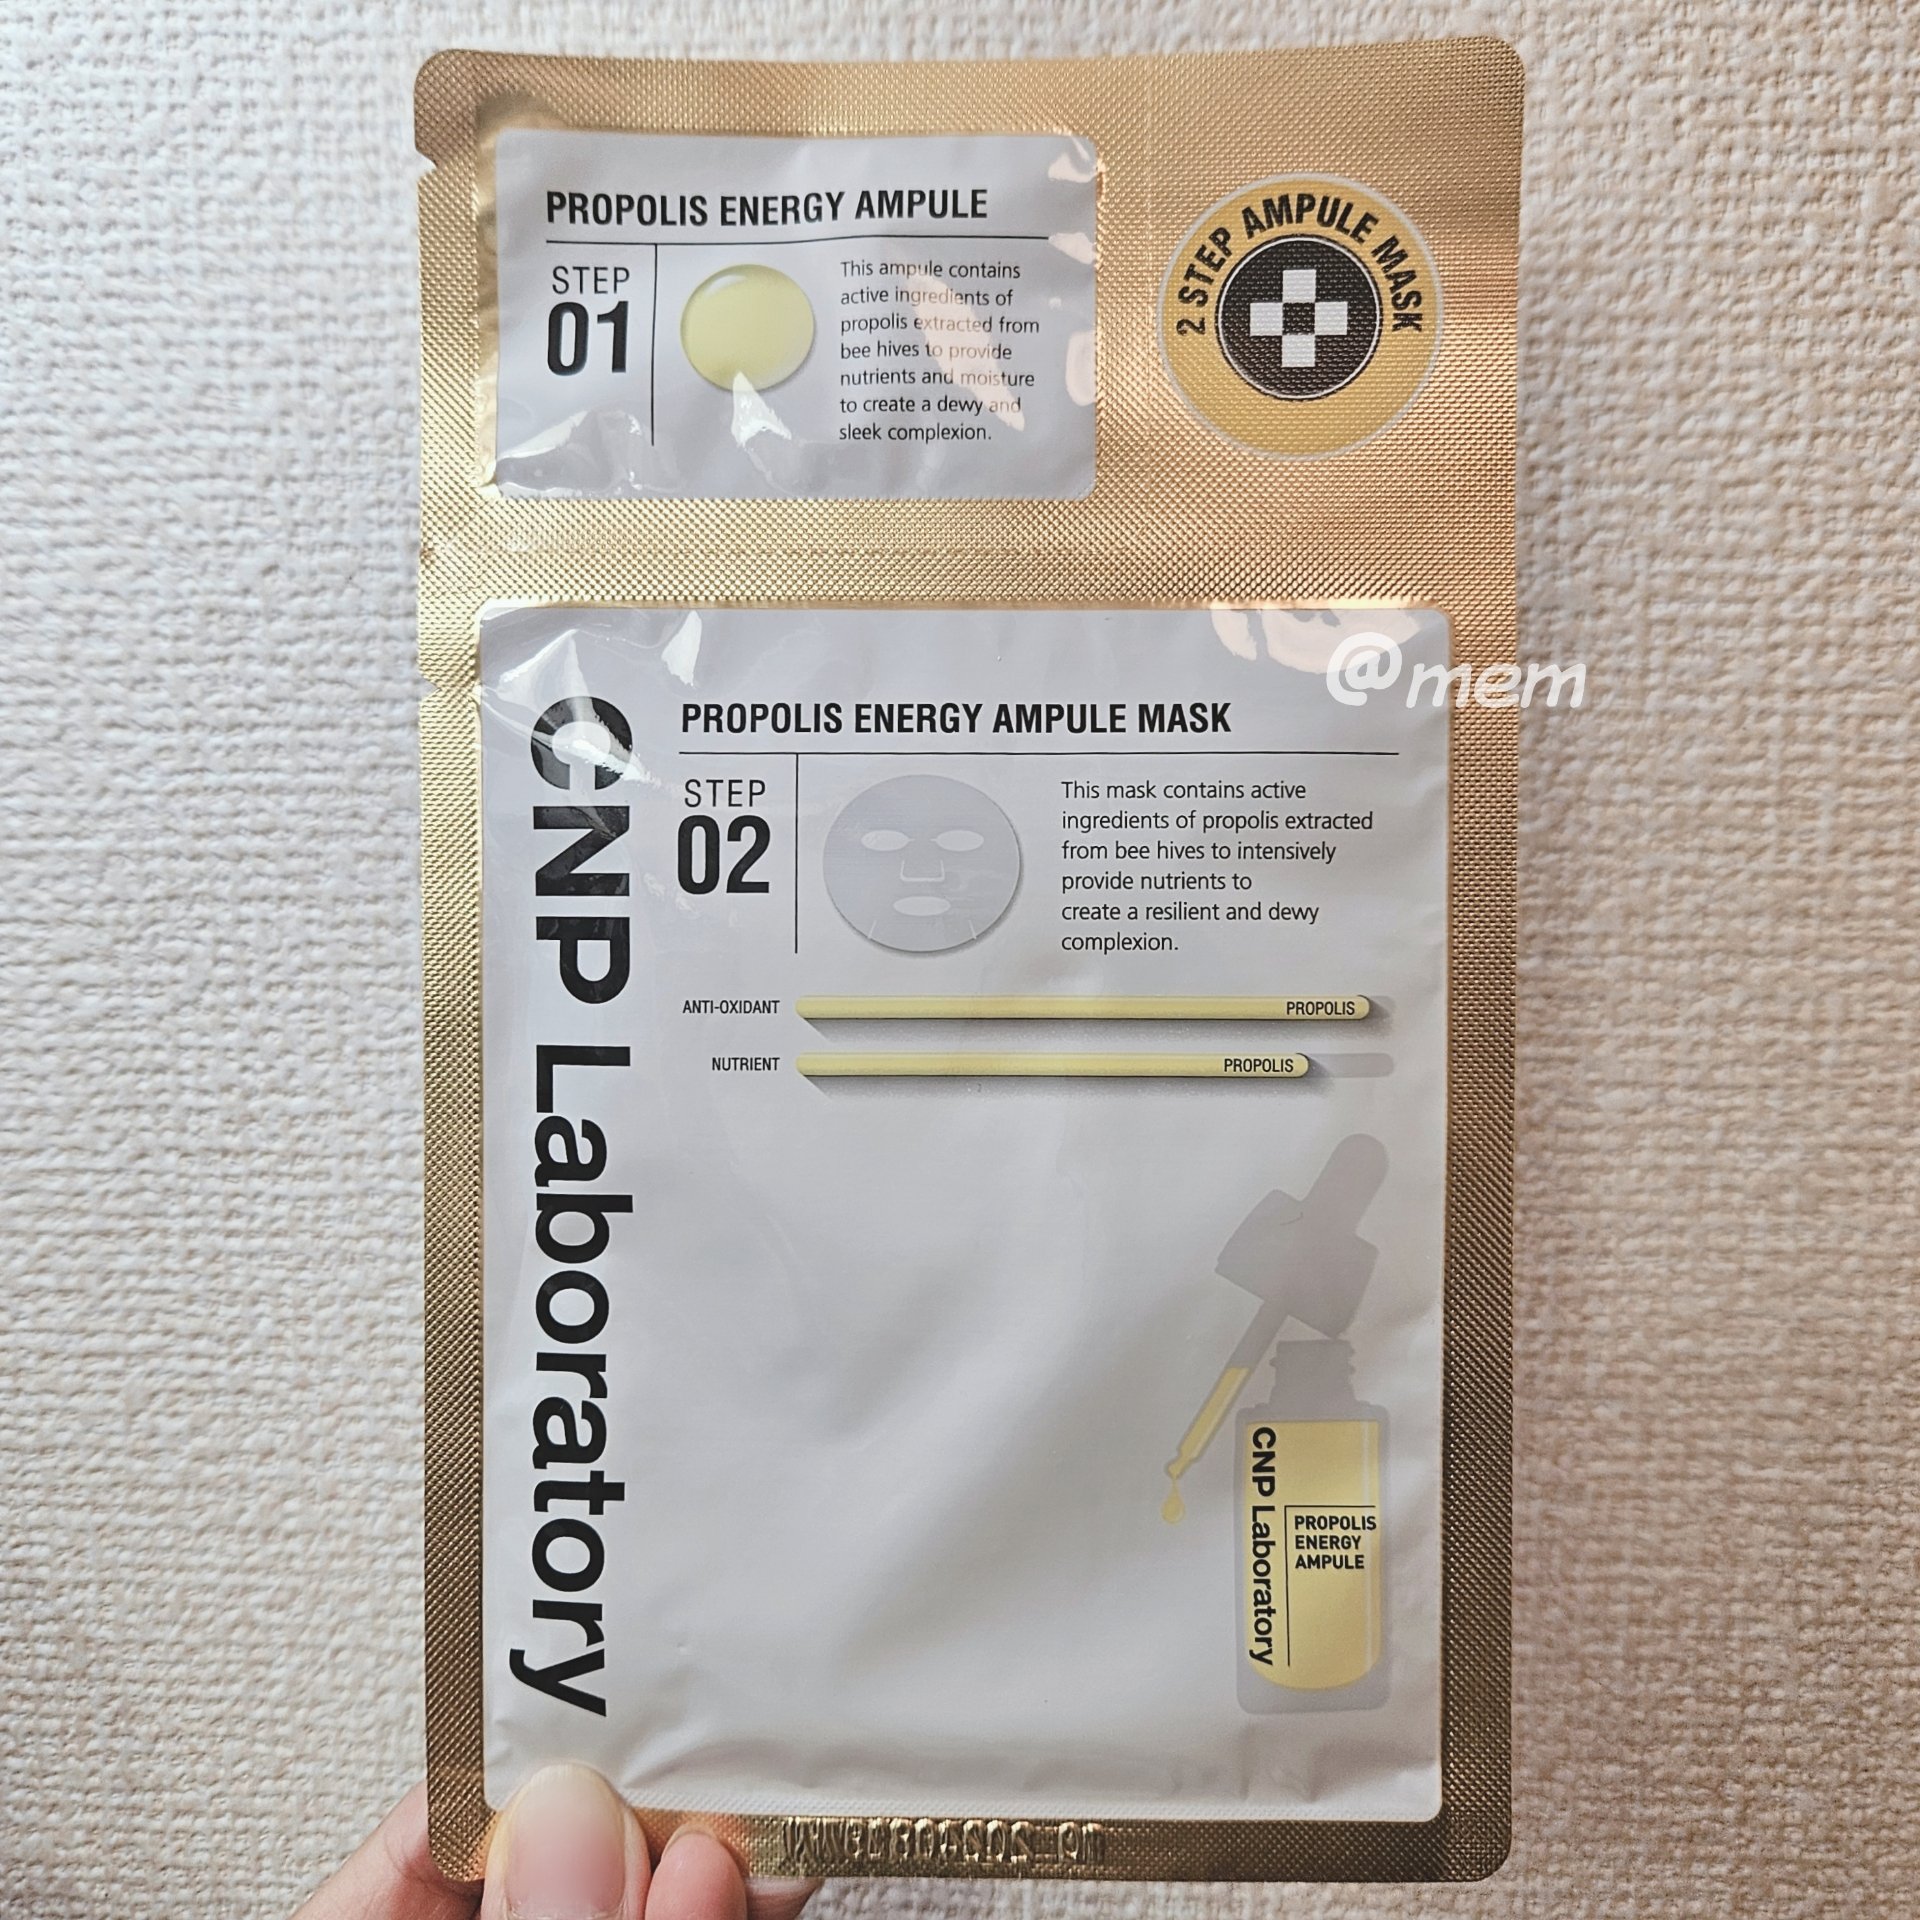 PROPOLIS ENERGY AMPULE
STEP
01
This ampule contains
active ingredients of
propolis extracted from
bee hives to provide
nutrients and moisture
to create a dewy and
sleek complexion.
2 STEP AMPULE MASK
@mem
CNP Laboratory
PROPOLIS ENERGY AMPULE MASK
STEP
02
This mask contains active
ingredients of propolis extracted
from bee hives to intensively
provide nutrients to
create a resilient and dewy
complexion.
ANTI-OXIDANT PROPOLIS
NUTRIENT PROPOLIS
CNP Laboratory
PROPOLIS
ENERGY
AMPULE